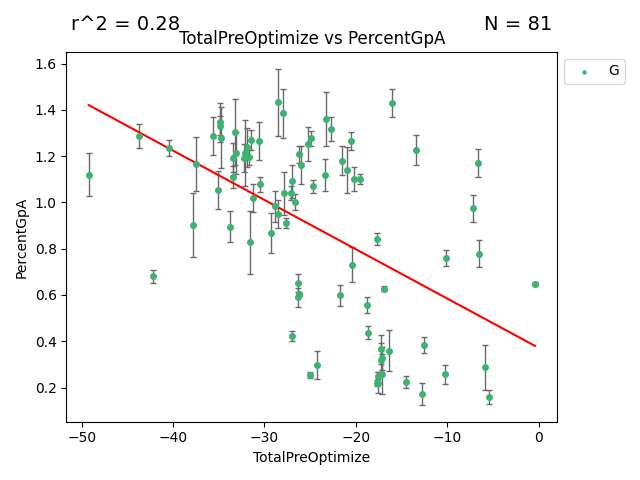 r^2 = 0.28
N = 81
TotalPreOptimize vs PercentGpA
G
PercentGpA
1.6
1.4
1.2
1.0
0.8
0.6
0.4
0.2
−50 −40 −30 −20 −10 0
TotalPreOptimize